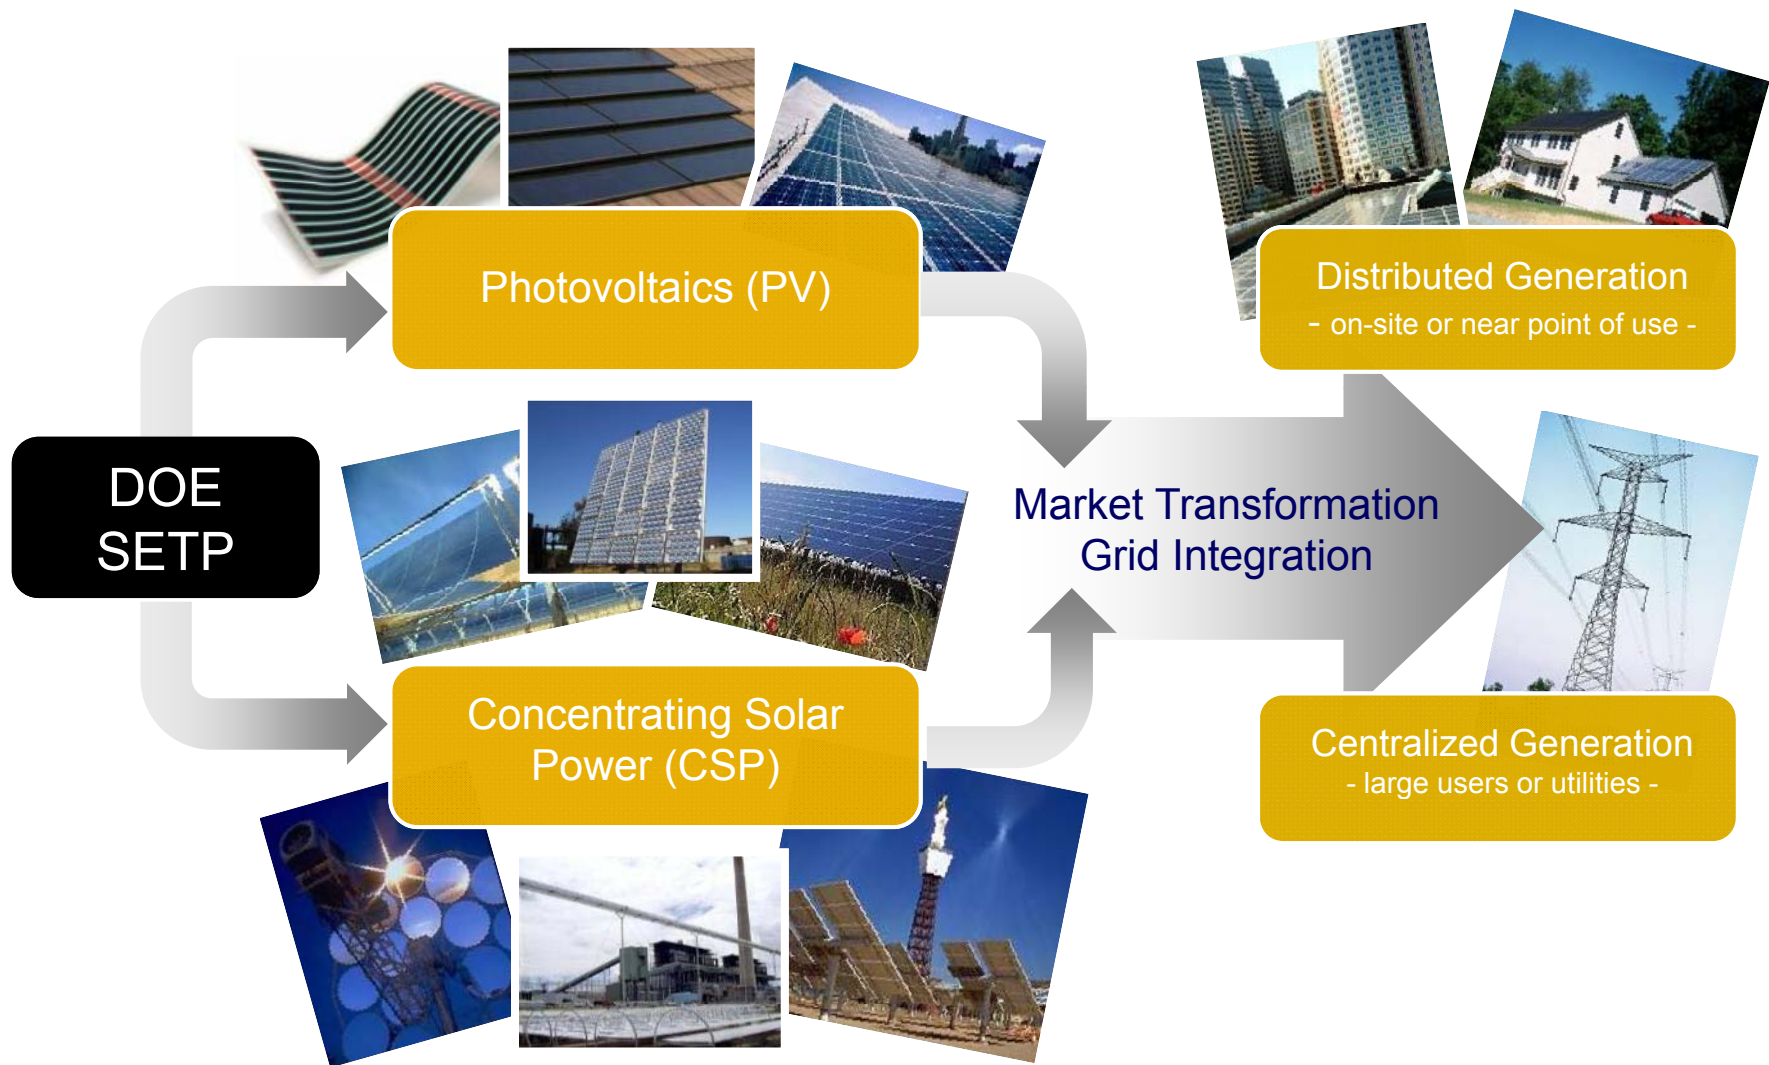 Photovoltaics (PV)
Distributed Generation
- on-site or near point of use -
DOE
SETP
Market Transformation
Grid Integration
Concentrating Solar
Power (CSP)
Centralized Generation
- large users or utilities -